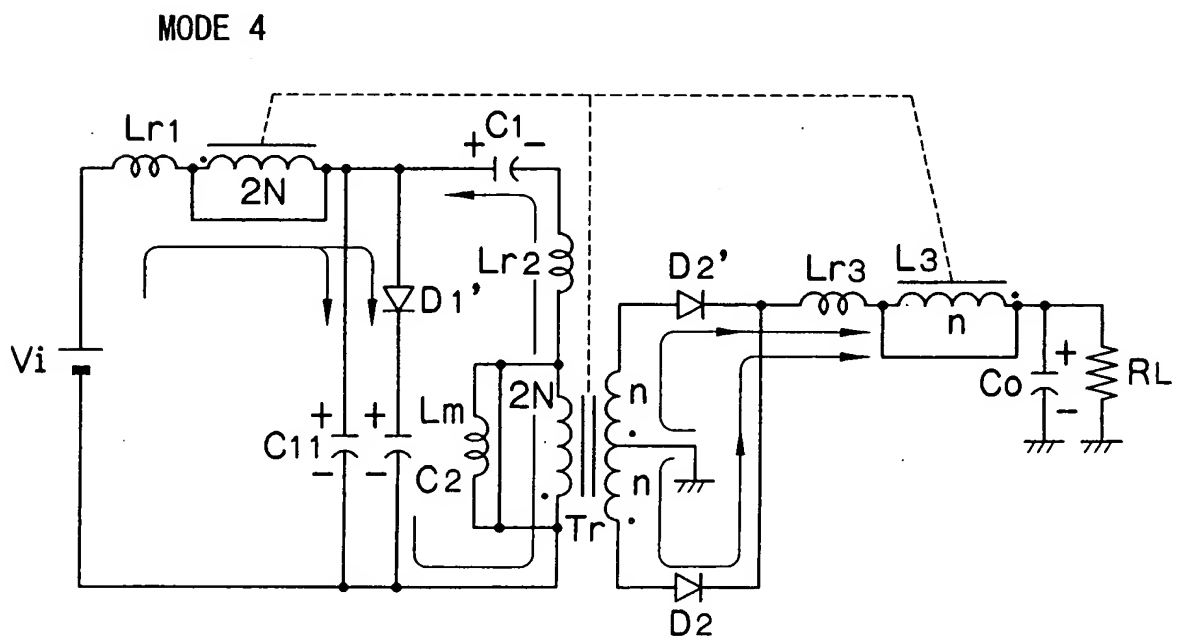 MODE 4
Lr1
2N
+ C1 -
Lr2
D1'
Vi
+
C11
-
+
C2
-
Lm
2N
Tr
n
n
D2'
D2
Lr3
L3
n
+
Co
-
RL